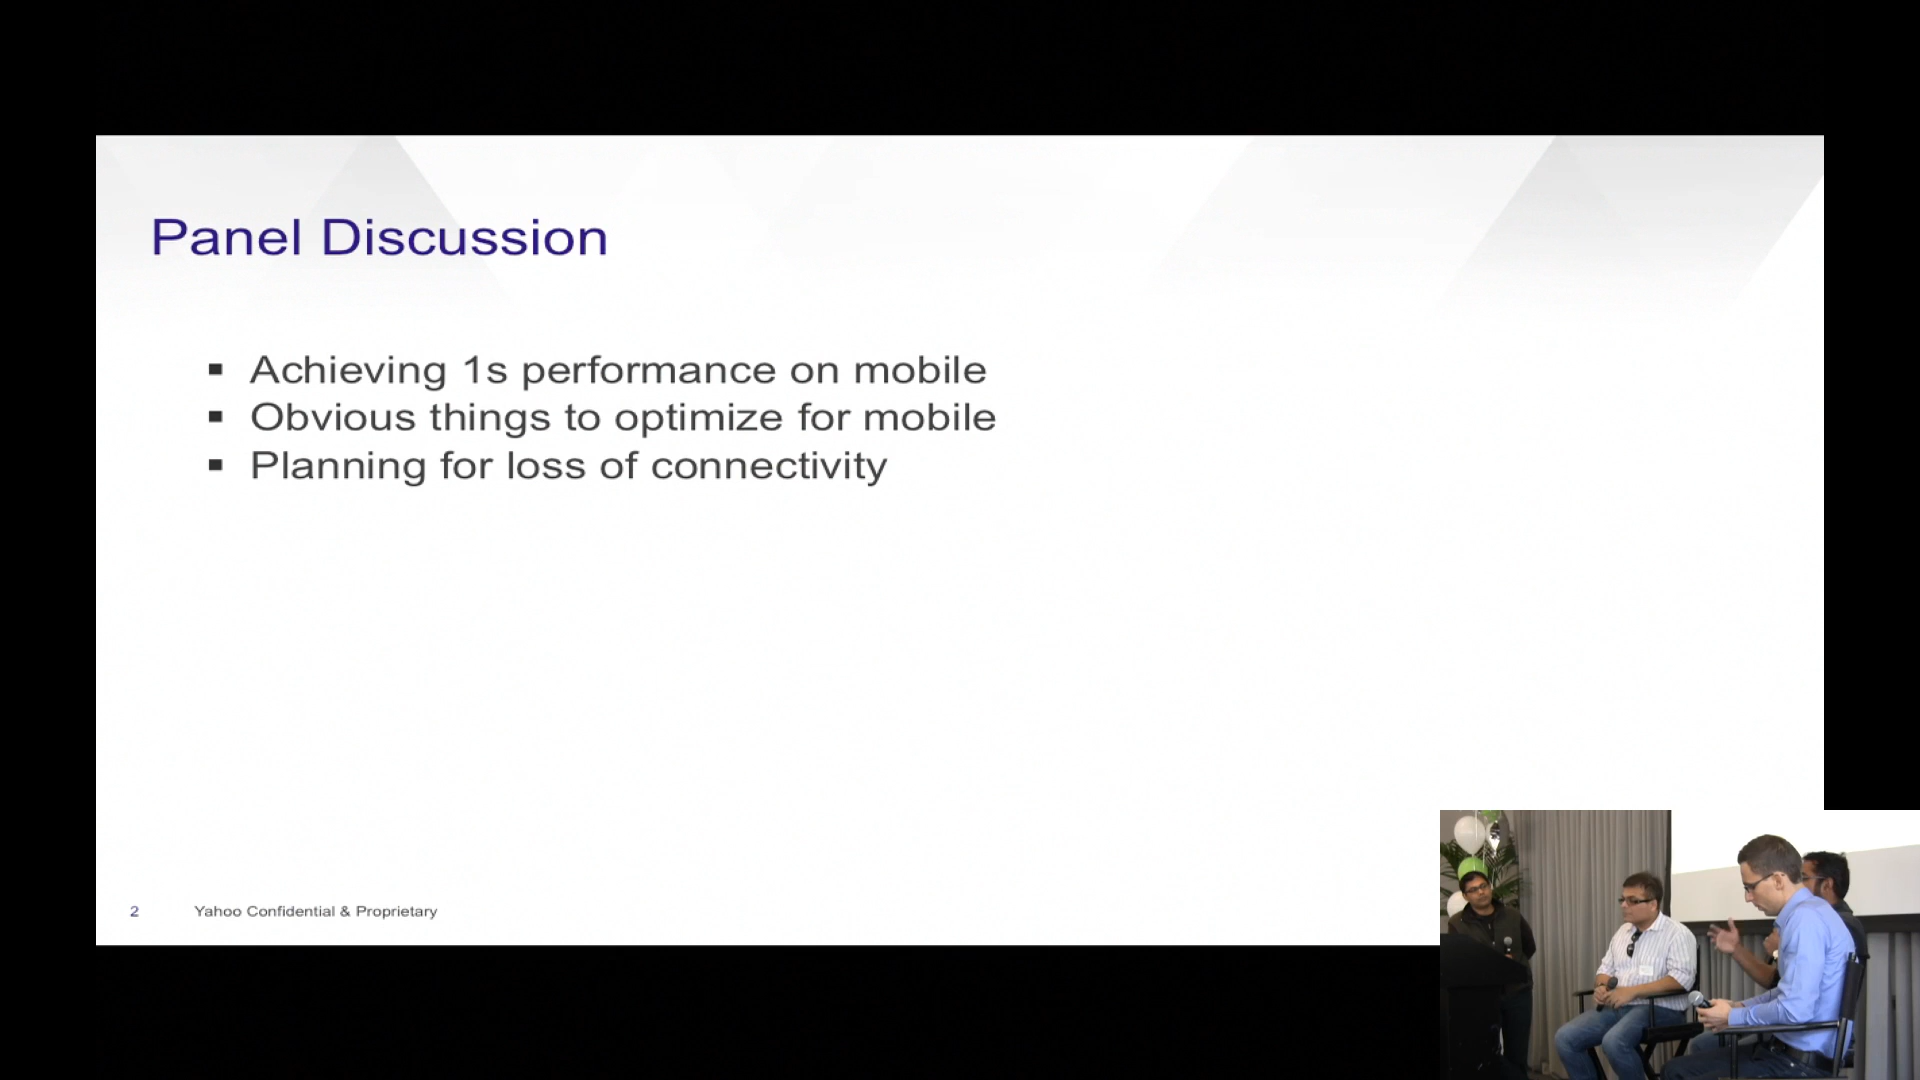 Panel Discussion
▪ Achieving 1s performance on mobile
▪ Obvious things to optimize for mobile
▪ Planning for loss of connectivity
2 Yahoo Confidential & Proprietary